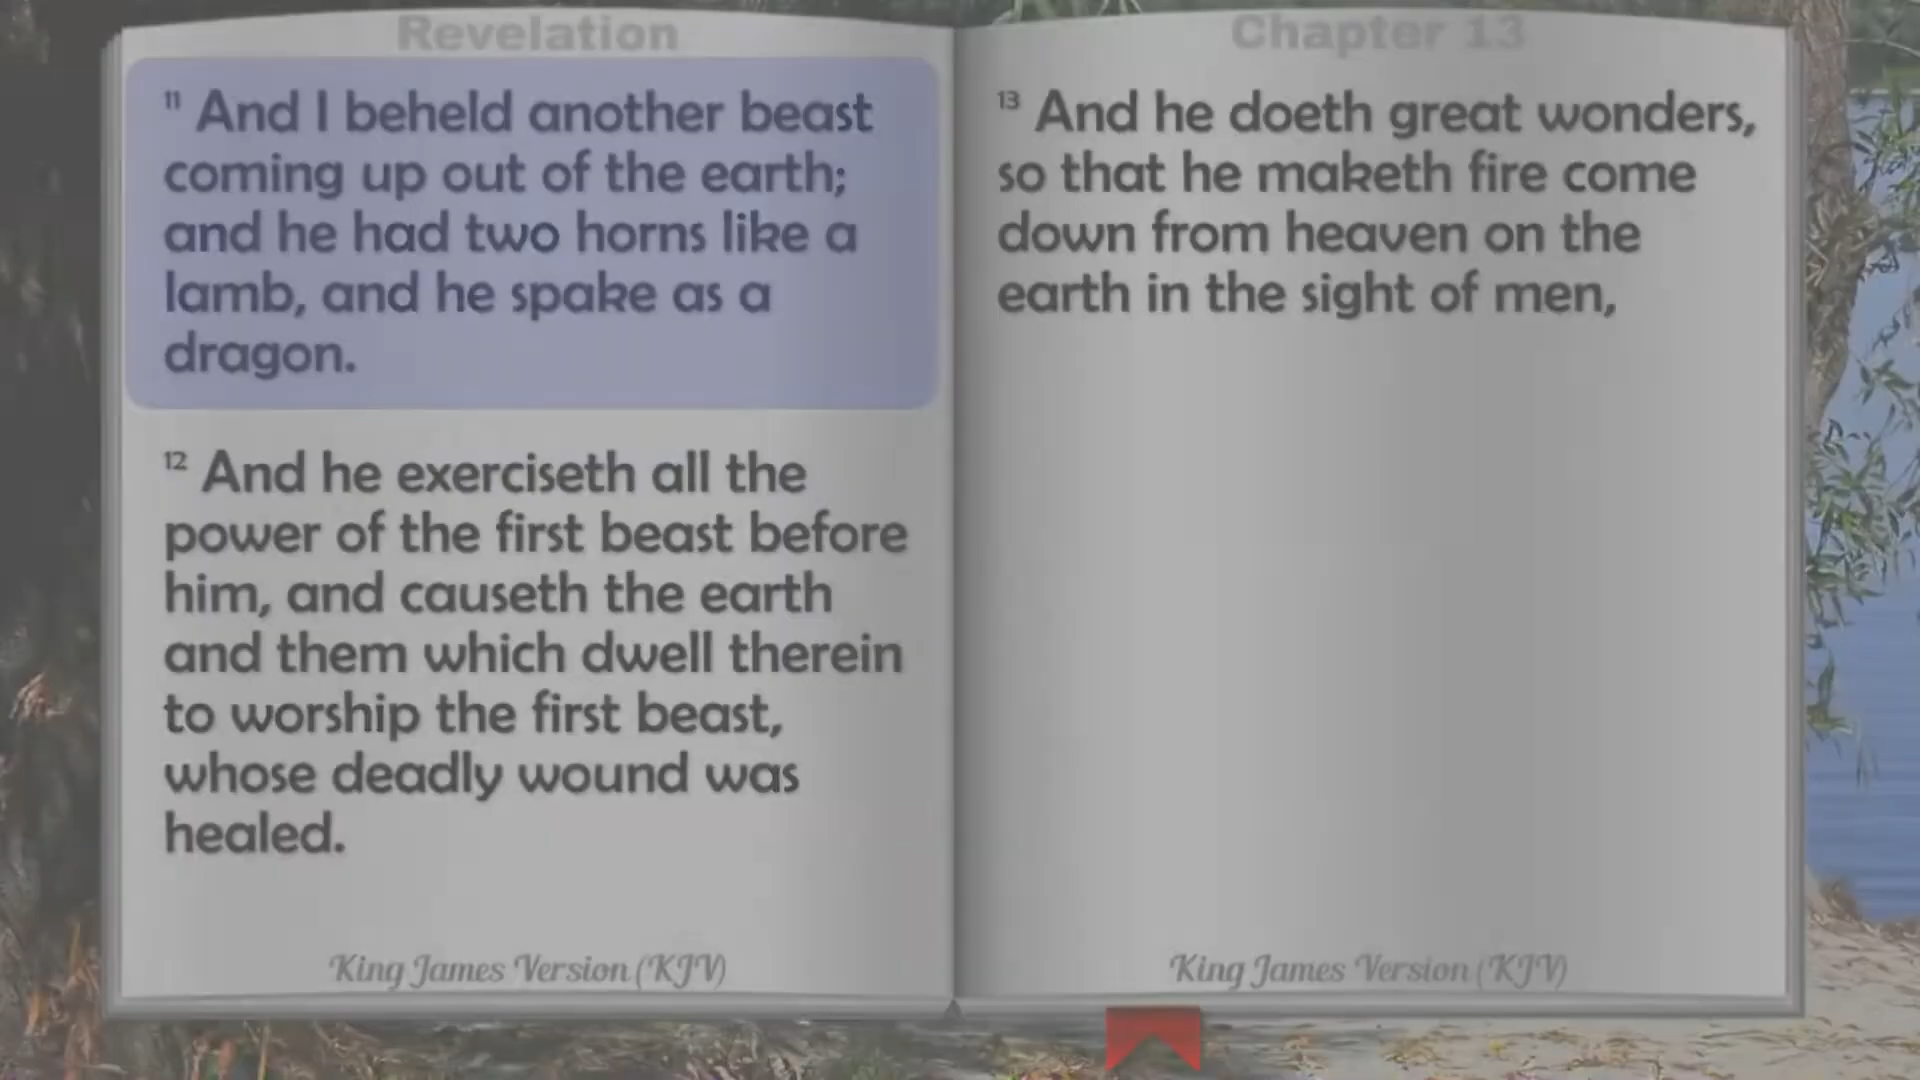 Revelation
11 And I beheld another beast
coming up out of the earth;
and he had two horns like a
lamb, and he spake as a
dragon.
12 And he exerciseth all the
power of the first beast before
him, and causeth the earth
and them which dwell therein
to worship the first beast,
whose deadly wound was
healed.
King James Version (KJV)
Chapter 13
13 And he doeth great wonders,
so that he maketh fire come
down from heaven on the
earth in the sight of men,
King James Version (KJV)